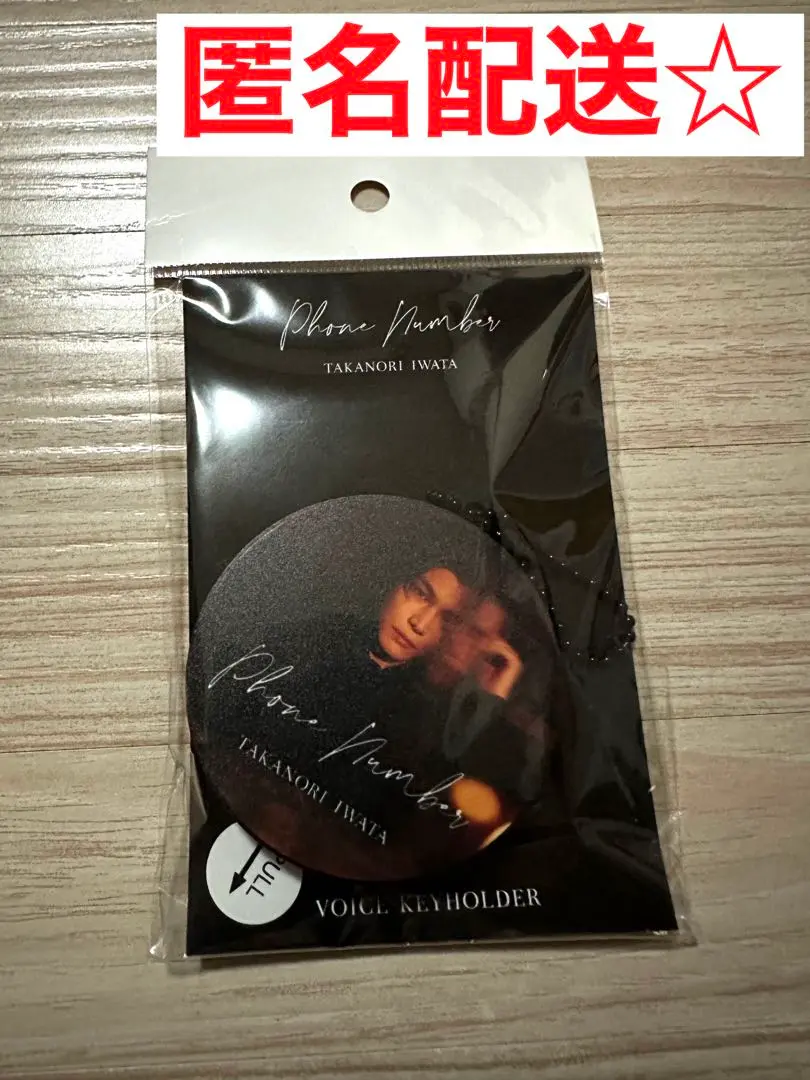 匿名配送☆
Phone Number
TAKANORI IWATA
Phone Number
TAKANORI IWATA
PULL
VOICE KEYHOLDER